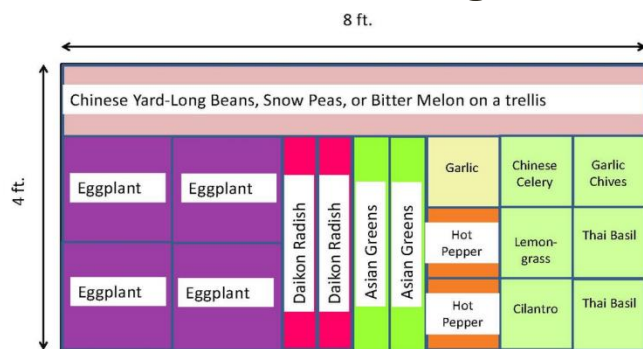 8 ft.
4 ft.
Chinese Yard-Long Beans, Snow Peas, or Bitter Melon on a trellis
Eggplant
Eggplant
Daikon Radish
Daikon Radish
Asian Greens
Asian Greens
Garlic
Chinese
Celery
Garlic
Chives
Hot
Pepper
Lemon-
grass
Thai Basil
Eggplant
Eggplant
Hot
Pepper
Cilantro
Thai Basil